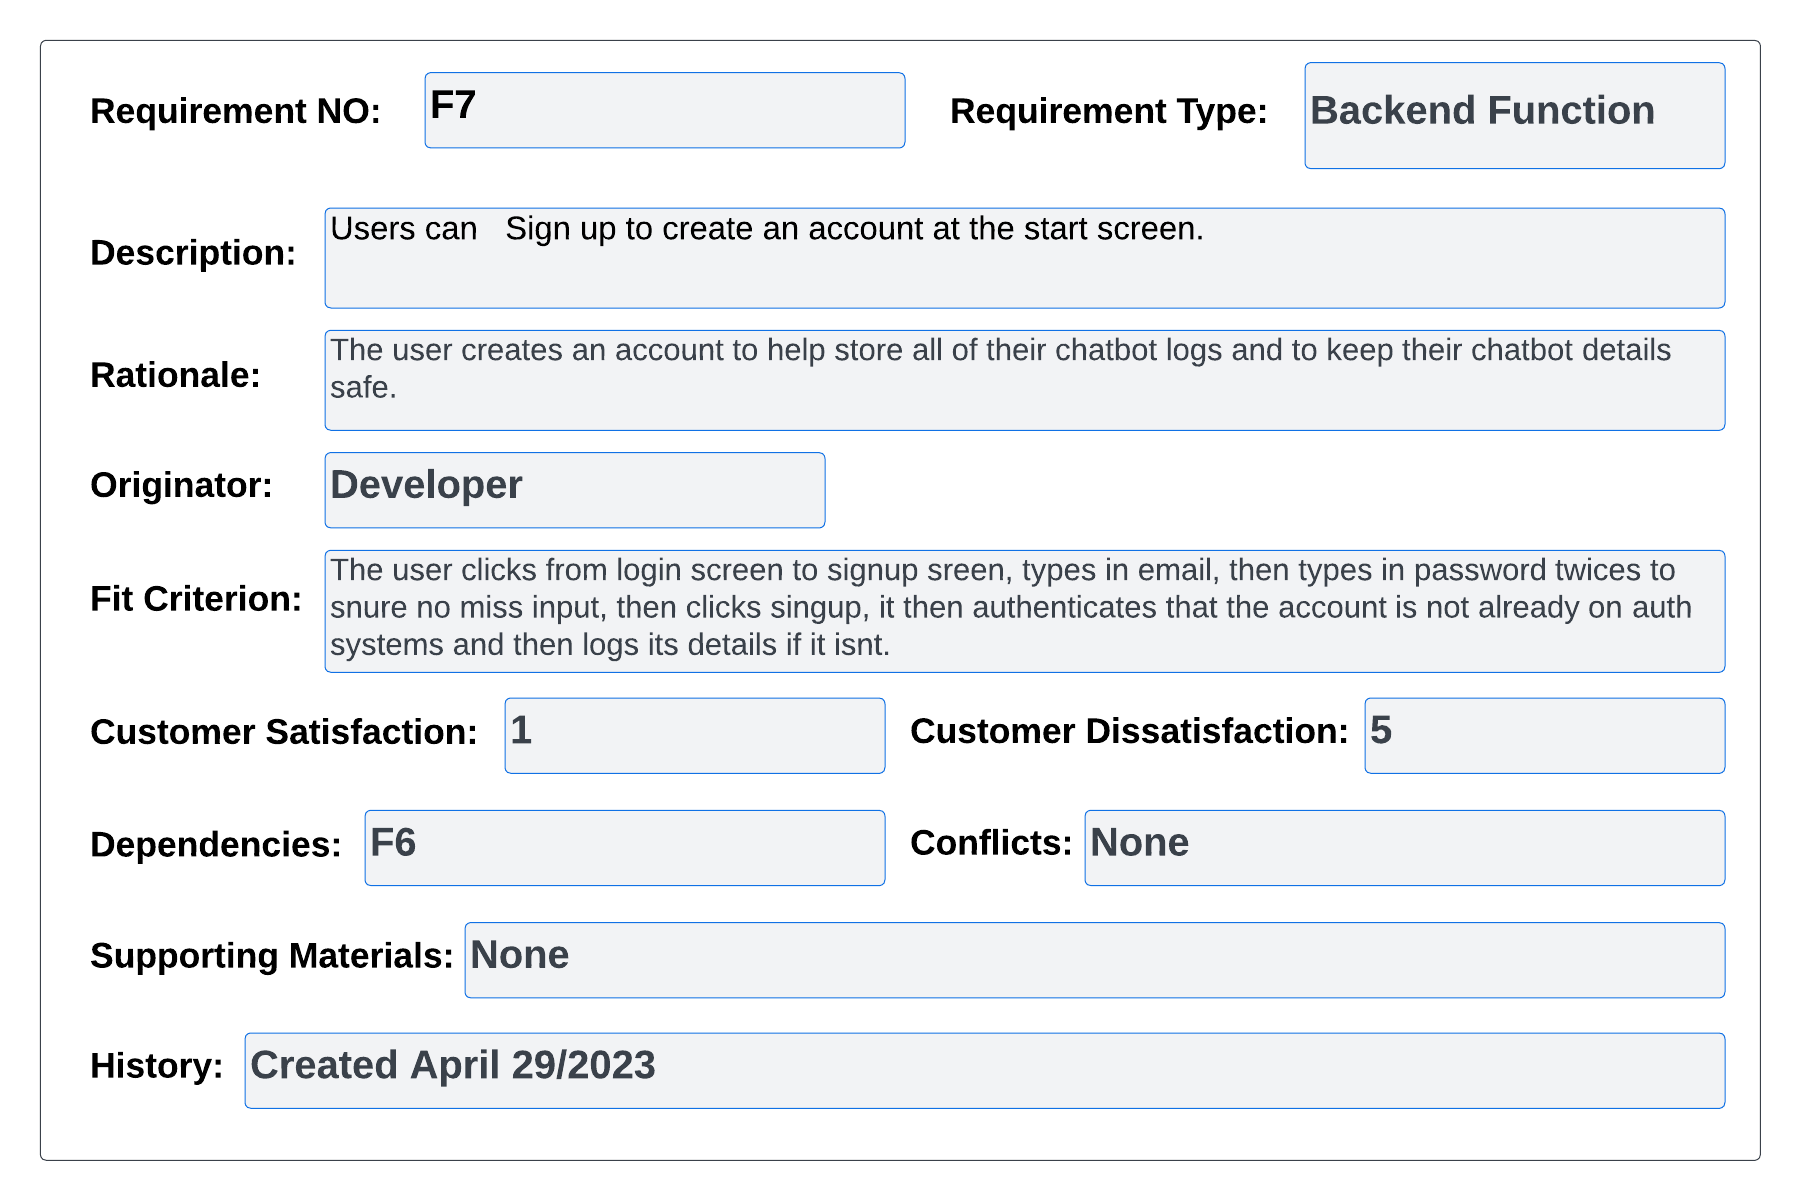 Requirement NO: F7 Requirement Type: Backend Function
Description: Users can   Sign up to create an account at the start screen.
Rationale: The user creates an account to help store all of their chatbot logs and to keep their chatbot details
safe.
Originator: Developer
Fit Criterion: The user clicks from login screen to signup sreen, types in email, then types in password twices to
snure no miss input, then clicks singup, it then authenticates that the account is not already on auth
systems and then logs its details if it isnt.
Customer Satisfaction: 1 Customer Dissatisfaction: 5
Dependencies: F6 Conflicts: None
Supporting Materials: None
History: Created April 29/2023